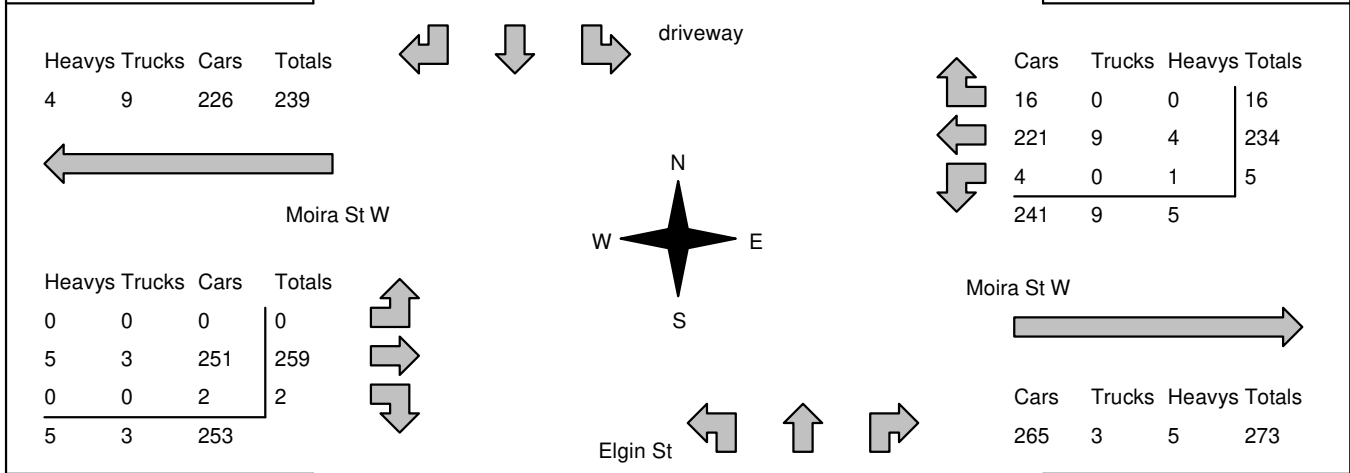 driveway
Heavys Trucks Cars Totals
4 9 226 239
Moira St W
Heavys Trucks Cars Totals
0 0 0 0
5 3 251 259
0 0 2 2
5 3 253
N
W E
S
Elgin St
Cars Trucks Heavys Totals
16 0 0 16
221 9 4 234
4 0 1 5
241 9 5
Moira St W
Cars Trucks Heavys Totals
265 3 5 273